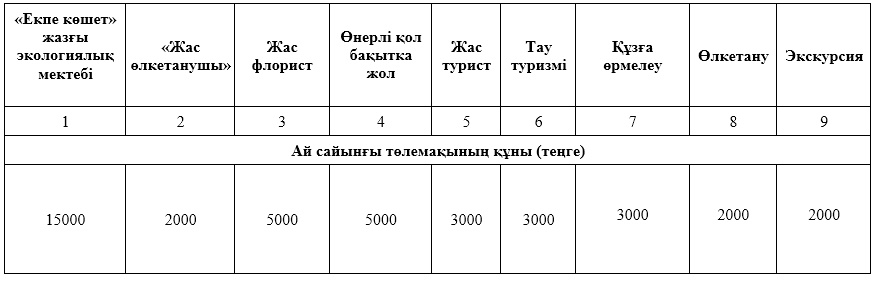 «Екпе көшет»
жазғы
экологиялық
мектебі
«Жас
өлкетанушы»
Жас
флорист
Өнерлі қол
бақытка
жол
Жас
турист
Тау
туризмі
Құзға
өрмелеу
Өлкетану
Экскурсия
1 2 3 4 5 6 7 8 9
Ай сайынғы төлемақының құны (теңге)
15000 2000 5000 5000 3000 3000 3000 2000 2000